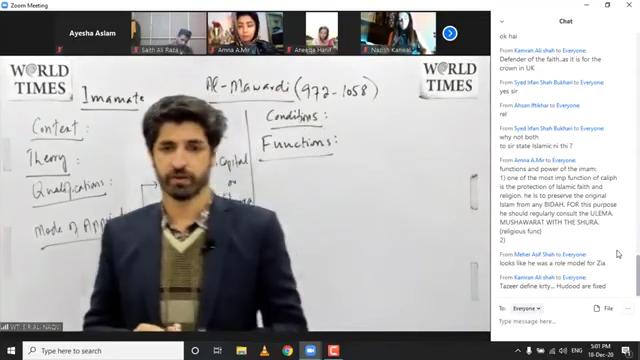 Zoom Meeting
Ayesha Aslam
Saith Ali Raza
Amna A.Mir
Aneeqa Hanif
Nazish Kanwal
W@RLD
TIMES
Imamate
Al-Mawardi (972-1058)
W@RLD
TIMES
Context:
Theory:
Qualifications:
Mode of
Capital
or
Conditions:
Functions:
Chat
ok hai
From Kamran Ali shah to Everyone:
Defender of the faith..as it is for the
crown in UK
From Syed Irfan Shah Bukhari to Everyone:
yes sir
From Ahsan Iftikhar to Everyone:
rel
From Syed Irfan Shah Bukhari to Everyone:
why not both
to sir state Islamic ni thi ?
From Amna A.Mir to Everyone:
functions and power of the imam:
1) one of the most imp function of caliph
is the protection of Islamic faith and
religion. he Is to preserve the original
Islam from any BIDAH. FOR this purpose
he should regularly consult the ULEMA.
MUSHAWARAT WITH THE SHURA.
(religious func)
2)
From Meher Asif Shah to Everyone:
looks like he was a role model for Zia
From Kamran Ali shah to Everyone:
Tazeer define krty... Hudood are fixed
To: Everyone
File
Type message here...
Type here to search
5:01 PM
18-Dec-20